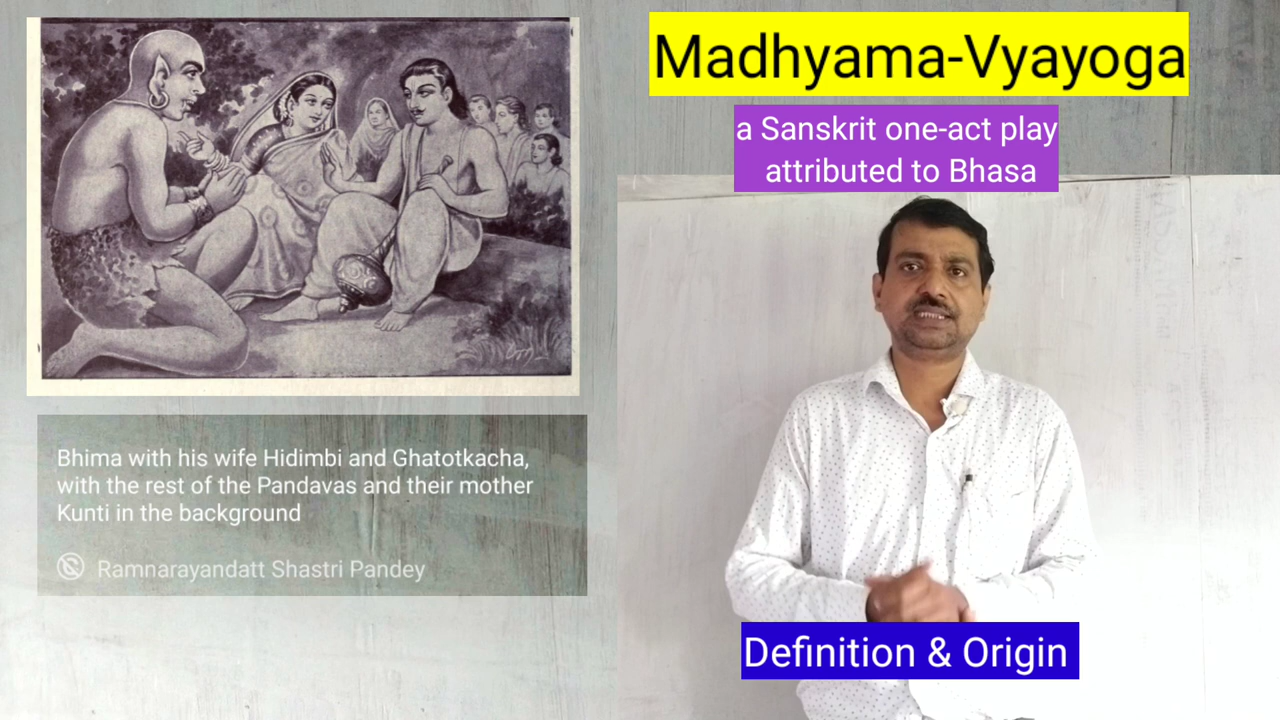 Madhyama-Vyayoga
a Sanskrit one-act play
attributed to Bhasa
Bhima with his wife Hidimbi and Ghatotkacha,
with the rest of the Pandavas and their mother
Kunti in the background
Ramnarayandatt Shastri Pandey
Definition & Origin